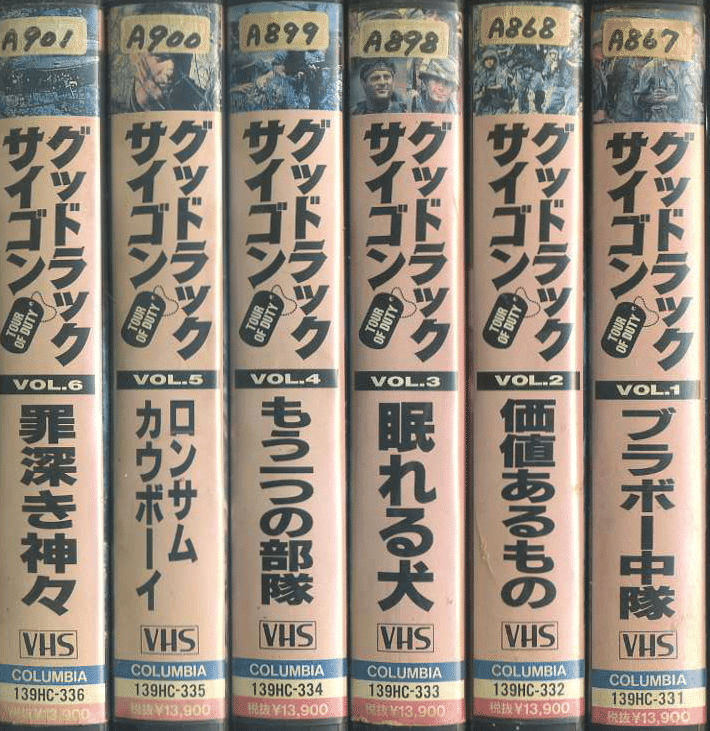 A901
グッドラック
サイゴン
TOUR
OF DUTY
VOL.6
罪深き神々
VHS
COLUMBIA
139HC-336
税抜¥13,900
A900
グッドラック
サイゴン
TOUR
OF DUTY
VOL.5
ロンサム
カウボーイ
VHS
COLUMBIA
139HC-335
税抜¥13,900
A899
グッドラック
サイゴン
TOUR
OF DUTY
VOL.4
もう一つの部隊
VHS
COLUMBIA
139HC-334
税抜¥13,900
A898
グッドラック
サイゴン
TOUR
OF DUTY
VOL.3
眠れる犬
VHS
COLUMBIA
139HC-333
税抜¥13,900
A868
グッドラック
サイゴン
TOUR
OF DUTY
VOL.2
価値あるもの
VHS
COLUMBIA
139HC-332
税抜¥13,900
A867
グッドラック
サイゴン
TOUR
OF DUTY
VOL.1
ブラボー中隊
VHS
COLUMBIA
139HC-331
税抜¥13,900